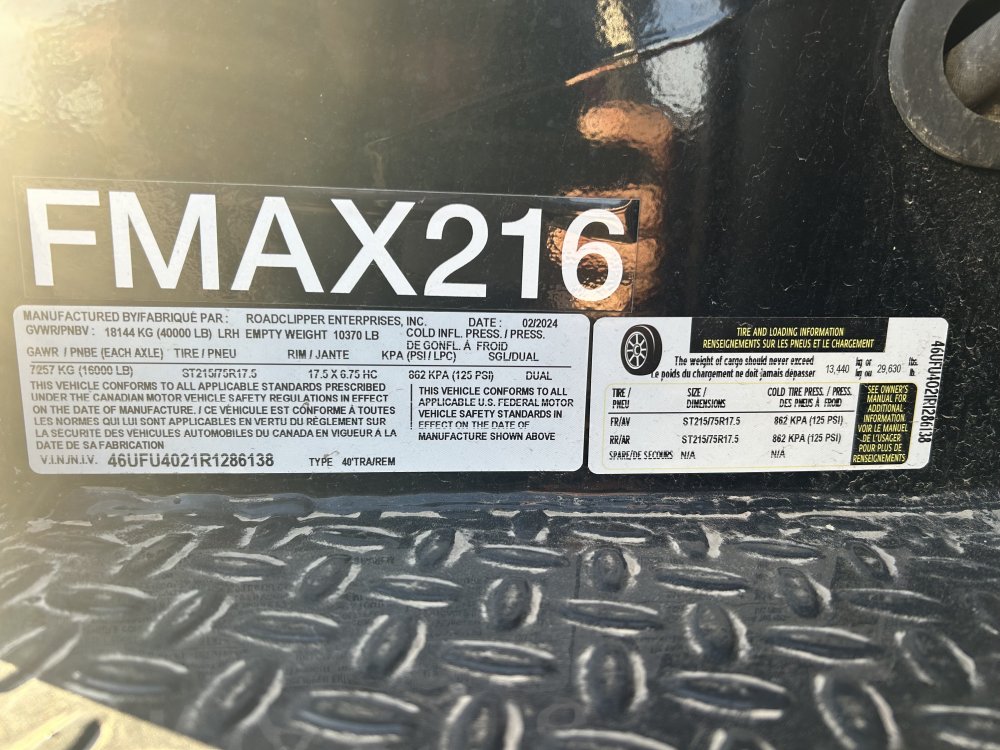 FMAX216
MANUFACTURED BY/FABRIQUÉ PAR: ROADCLIPPER ENTERPRISES, INC. DATE: 02/2024
GVWR/PNBV: 18144 KG (40000 LB) LRH EMPTY WEIGHT 10370 LB COLD INFL. PRESS. / PRESS. DE GONFL. À FROID
GAWR / PNBE (EACH AXLE) TIRE / PNEU RIM / JANTE KPA (PSI / LPC) SGL/DUAL
7257 KG (16000 LB) ST215/75R17.5 17.5 X 6.75 HC 862 KPA (125 PSI) DUAL
THIS VEHICLE CONFORMS TO ALL APPLICABLE STANDARDS PRESCRIBED
UNDER THE CANADIAN MOTOR VEHICLE SAFETY REGULATIONS IN EFFECT
ON THE DATE OF MANUFACTURE. / CE VÉHICULE EST CONFORME À TOUTES
LES NORMES QUI LUI SONT APPLICABLES EN VERTU DU RÈGLEMENT SUR
LA SÉCURITÉ DES VÉHICULES AUTOMOBILES DU CANADA EN VIGUEUR À LA
DATE DE SA FABRICATION
THIS VEHICLE CONFORMS TO ALL
APPLICABLE U.S. FEDERAL MOTOR
VEHICLE SAFETY STANDARDS IN
EFFECT ON THE DATE OF
MANUFACTURE SHOWN ABOVE
V.I.N./N.I.V. 46UFU4021R1286138 TYPE 40'TRA/REM
TIRE AND LOADING INFORMATION
RENSEIGNEMENTS SUR LES PNEUS ET LE CHARGEMENT
The weight of cargo should never exceed
Le poids du chargement ne doit jamais dépasser 13,440 kg or ou 29,630 lbs. lb.
TIRE / PNEU SIZE / DIMENSIONS COLD TIRE PRESS. / PRESS. DES PNEUS À FROID
FR/AV ST215/75R17.5 862 KPA (125 PSI)
RR/AR ST215/75R17.5 862 KPA (125 PSI)
SPARE/DE SECOURS N/A N/A
SEE OWNER'S
MANUAL FOR
ADDITIONAL
INFORMATION
VOIR LE MANUEL
DE L'USAGER
POUR PLUS DE
RENSEIGNEMENTS
46UFU4021R1286138